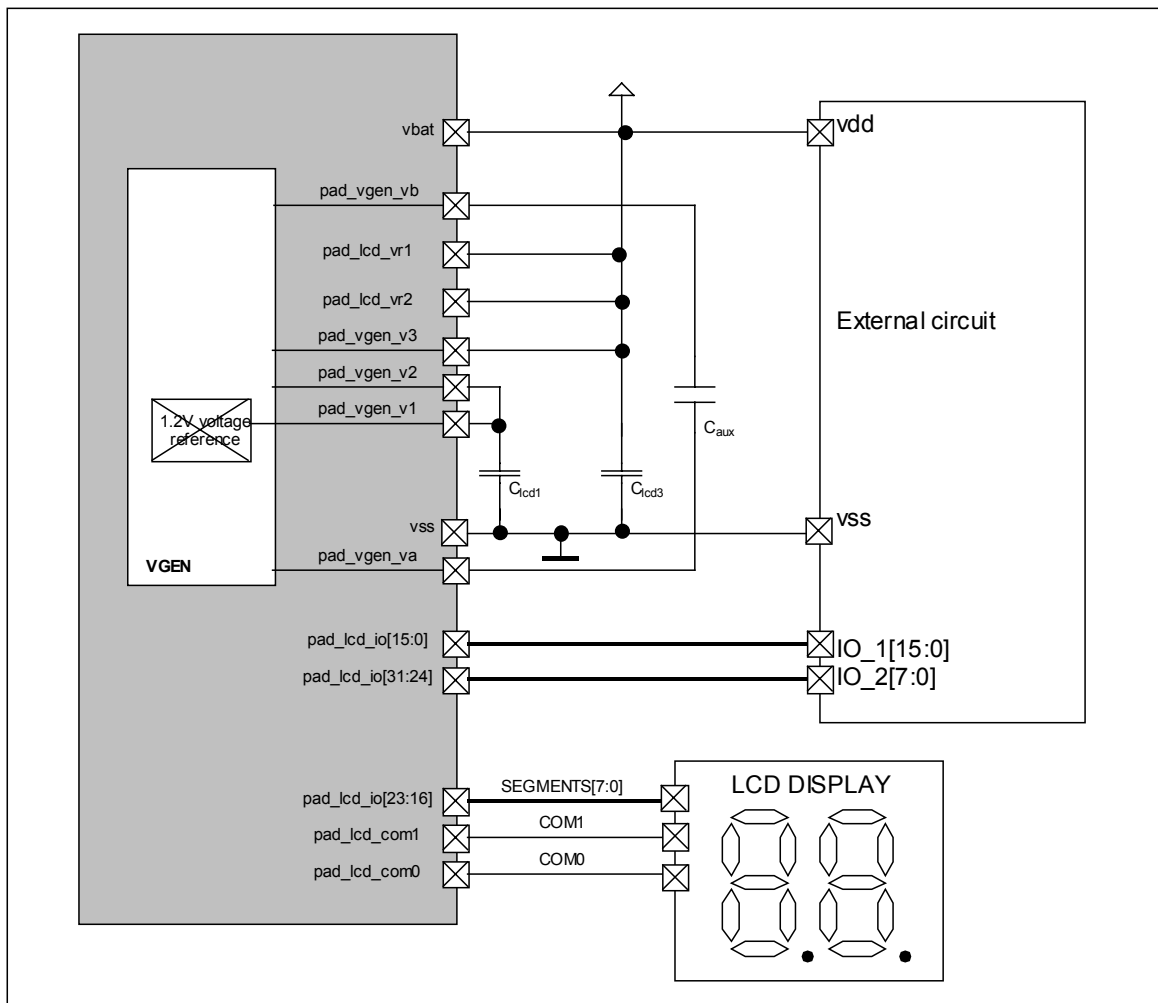 vbat
vdd
pad_vgen_vb
pad_lcd_vr1
pad_lcd_vr2
External circuit
pad_vgen_v3
pad_vgen_v2
pad_vgen_v1
1.2V voltage
reference
Caux
Clcd1
Clcd3
vss
vss
pad_vgen_va
VGEN
pad_lcd_io[15:0]
IO_1[15:0]
pad_lcd_io[31:24]
IO_2[7:0]
LCD DISPLAY
SEGMENTS[7:0]
pad_lcd_io[23:16]
COM1
pad_lcd_com1
COM0
pad_lcd_com0